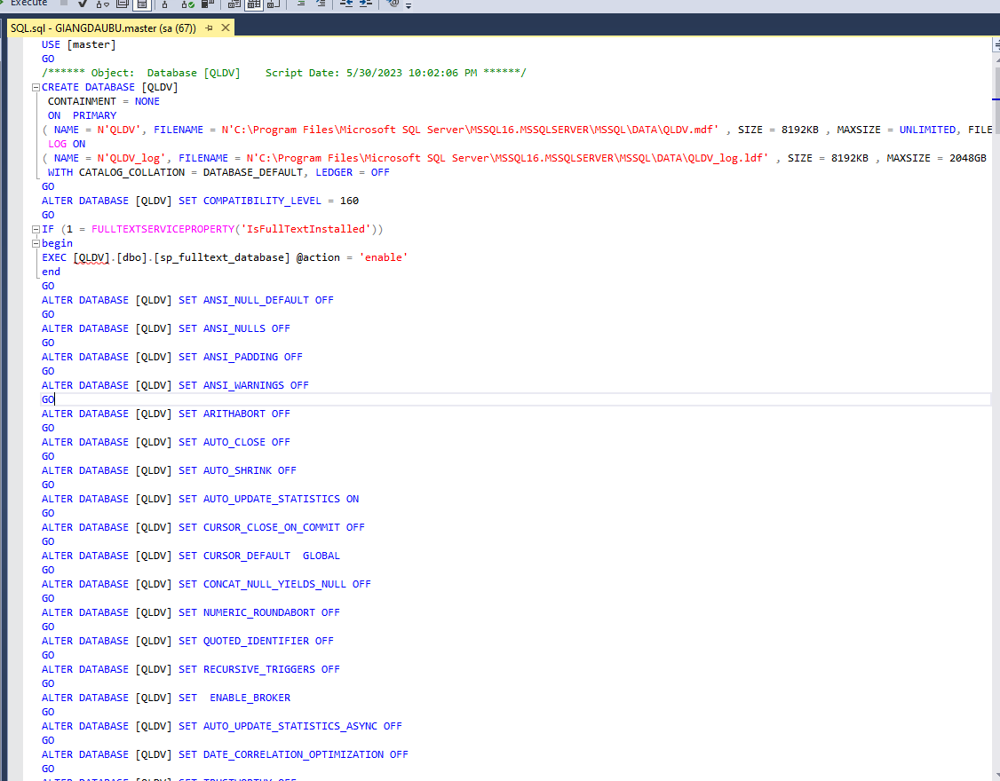 Execute
SQL.sql - GIANGDAUBU.master (sa (67))
USE [master]
GO
/****** Object:  Database [QLDV]    Script Date: 5/30/2023 10:02:06 PM ******/
CREATE DATABASE [QLDV]
CONTAINMENT = NONE
ON  PRIMARY
( NAME = N'QLDV', FILENAME = N'C:\Program Files\Microsoft SQL Server\MSSQL16.MSSQLSERVER\MSSQL\DATA\QLDV.mdf' , SIZE = 8192KB , MAXSIZE = UNLIMITED, FILE
LOG ON
( NAME = N'QLDV_log', FILENAME = N'C:\Program Files\Microsoft SQL Server\MSSQL16.MSSQLSERVER\MSSQL\DATA\QLDV_log.ldf' , SIZE = 8192KB , MAXSIZE = 2048GB
WITH CATALOG_COLLATION = DATABASE_DEFAULT, LEDGER = OFF
GO
ALTER DATABASE [QLDV] SET COMPATIBILITY_LEVEL = 160
GO
IF (1 = FULLTEXTSERVICEPROPERTY('IsFullTextInstalled'))
begin
EXEC [QLDV].[dbo].[sp_fulltext_database] @action = 'enable'
end
GO
ALTER DATABASE [QLDV] SET ANSI_NULL_DEFAULT OFF
GO
ALTER DATABASE [QLDV] SET ANSI_NULLS OFF
GO
ALTER DATABASE [QLDV] SET ANSI_PADDING OFF
GO
ALTER DATABASE [QLDV] SET ANSI_WARNINGS OFF
GO
ALTER DATABASE [QLDV] SET ARITHABORT OFF
GO
ALTER DATABASE [QLDV] SET AUTO_CLOSE OFF
GO
ALTER DATABASE [QLDV] SET AUTO_SHRINK OFF
GO
ALTER DATABASE [QLDV] SET AUTO_UPDATE_STATISTICS ON
GO
ALTER DATABASE [QLDV] SET CURSOR_CLOSE_ON_COMMIT OFF
GO
ALTER DATABASE [QLDV] SET CURSOR_DEFAULT  GLOBAL
GO
ALTER DATABASE [QLDV] SET CONCAT_NULL_YIELDS_NULL OFF
GO
ALTER DATABASE [QLDV] SET NUMERIC_ROUNDABORT OFF
GO
ALTER DATABASE [QLDV] SET QUOTED_IDENTIFIER OFF
GO
ALTER DATABASE [QLDV] SET RECURSIVE_TRIGGERS OFF
GO
ALTER DATABASE [QLDV] SET  ENABLE_BROKER
GO
ALTER DATABASE [QLDV] SET AUTO_UPDATE_STATISTICS_ASYNC OFF
GO
ALTER DATABASE [QLDV] SET DATE_CORRELATION_OPTIMIZATION OFF
GO
ALTER DATABASE [QLDV] SET TRUSTWORTHY OFF